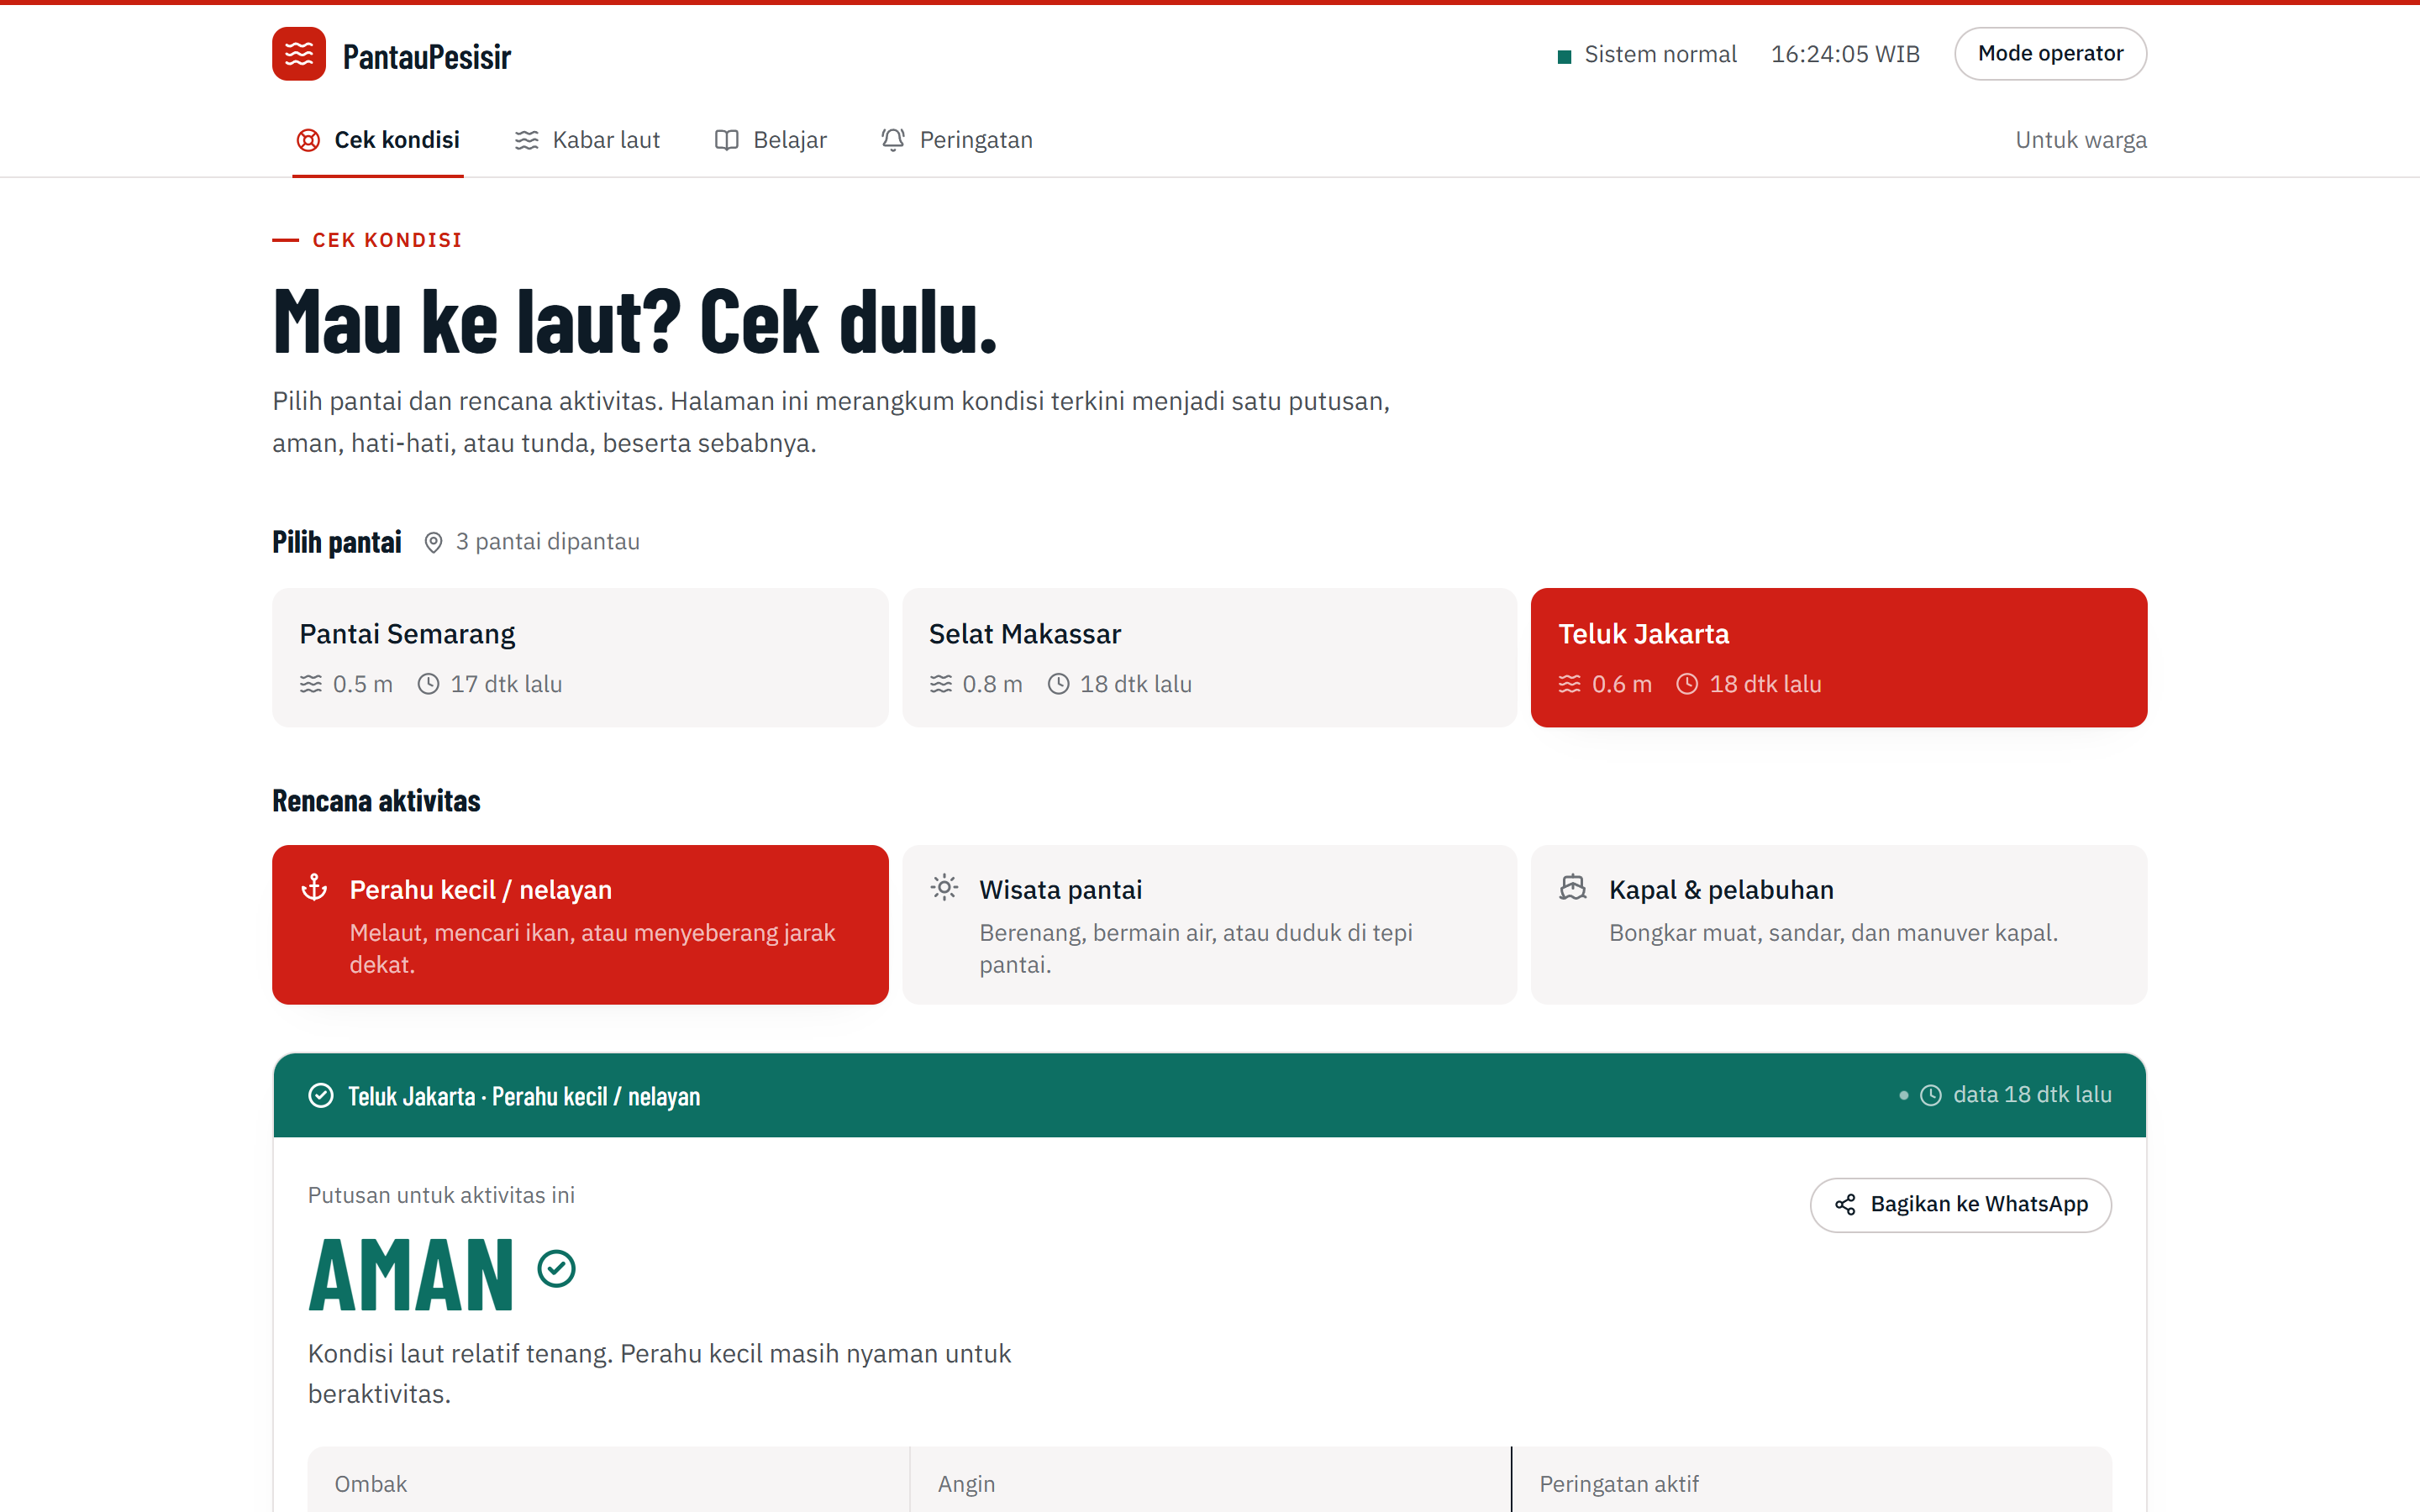 PantauPesisir
Sistem normal
16:24:05 WIB
Mode operator
Cek kondisi
Kabar laut
Belajar
Peringatan
Untuk warga
CEK KONDISI
Mau ke laut? Cek dulu.
Pilih pantai dan rencana aktivitas. Halaman ini merangkum kondisi terkini menjadi satu putusan,
aman, hati-hati, atau tunda, beserta sebabnya.
Pilih pantai
3 pantai dipantau
Pantai Semarang
0.5 m
17 dtk lalu
Selat Makassar
0.8 m
18 dtk lalu
Teluk Jakarta
0.6 m
18 dtk lalu
Rencana aktivitas
Perahu kecil / nelayan
Melaut, mencari ikan, atau menyeberang jarak
dekat.
Wisata pantai
Berenang, bermain air, atau duduk di tepi
pantai.
Kapal & pelabuhan
Bongkar muat, sandar, dan manuver kapal.
Teluk Jakarta · Perahu kecil / nelayan
data 18 dtk lalu
Putusan untuk aktivitas ini
Bagikan ke WhatsApp
AMAN
Kondisi laut relatif tenang. Perahu kecil masih nyaman untuk
beraktivitas.
Ombak
Angin
Peringatan aktif